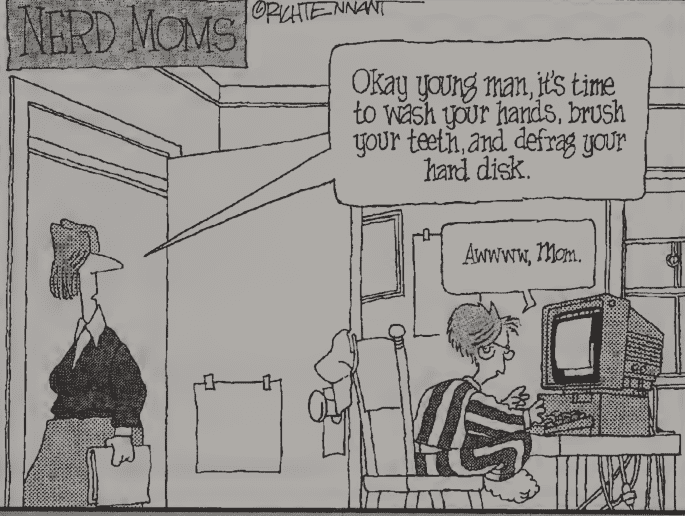 NERD MOMS
©RICHTENNANT
Okay young man, it's time
to wash your hands, brush
your teeth, and defrag your
hard disk.
Awwww, Mom.